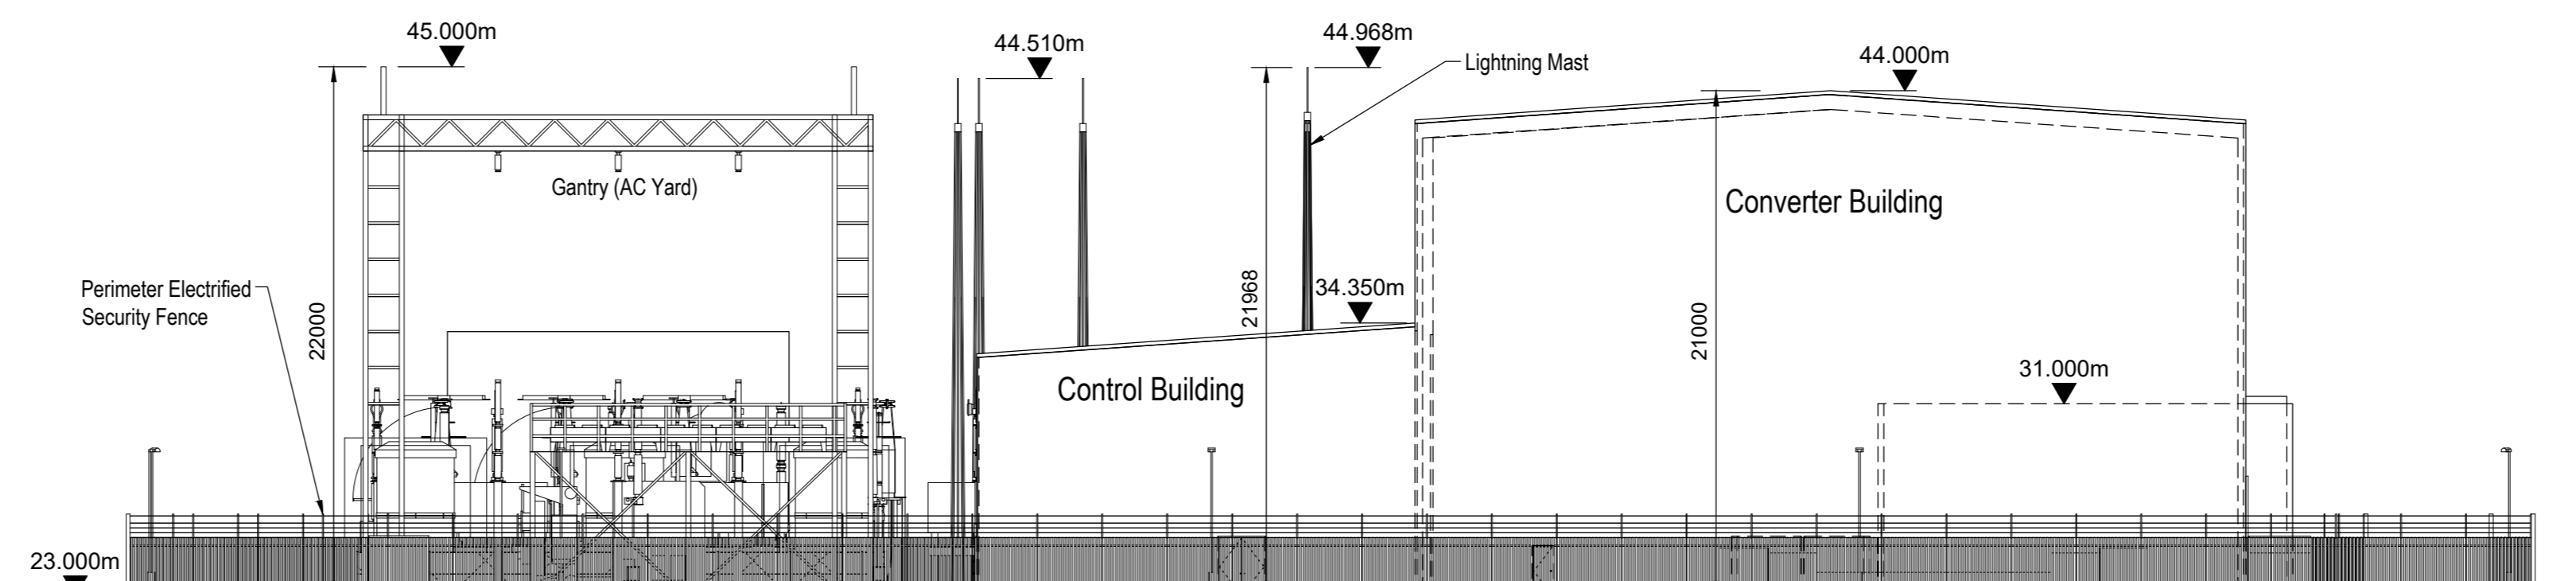 45.000m
44.510m
44.968m
Lightning Mast
44.000m
Gantry (AC Yard)
Converter Building
Perimeter Electrified
Security Fence
22000
21968
34.350m
21000
Control Building
31.000m
23.000m